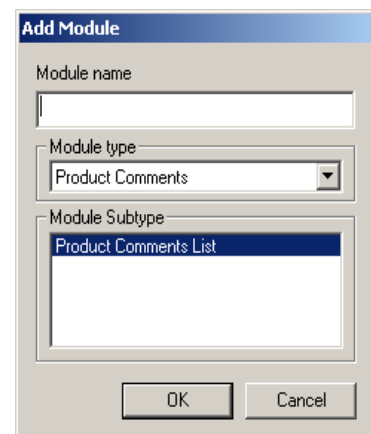 Add Module
Module name
Module type
Product Comments
Module Subtype
Product Comments List
OK
Cancel